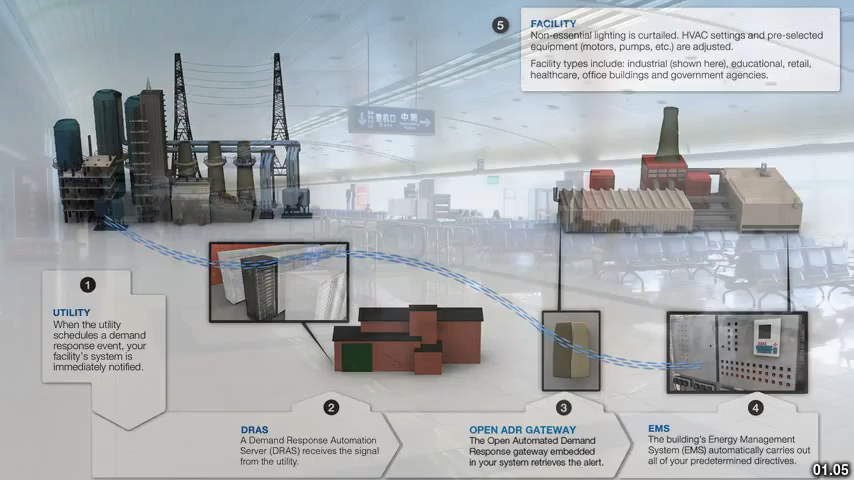 1
UTILITY
When the utility
schedules a demand
response event, your
facility's system is
immediately notified.
2
DRAS
A Demand Response Automation
Server (DRAS) receives the signal
from the utility.
3
OPEN ADR GATEWAY
The Open Automated Demand
Response gateway embedded
in your system retrieves the alert.
4
EMS
The building's Energy Management
System (EMS) automatically carries out
all of your predetermined directives.
5
FACILITY
Non-essential lighting is curtailed. HVAC settings and pre-selected
equipment (motors, pumps, etc.) are adjusted.
Facility types include: industrial (shown here), educational, retail,
healthcare, office buildings and government agencies.
01.05